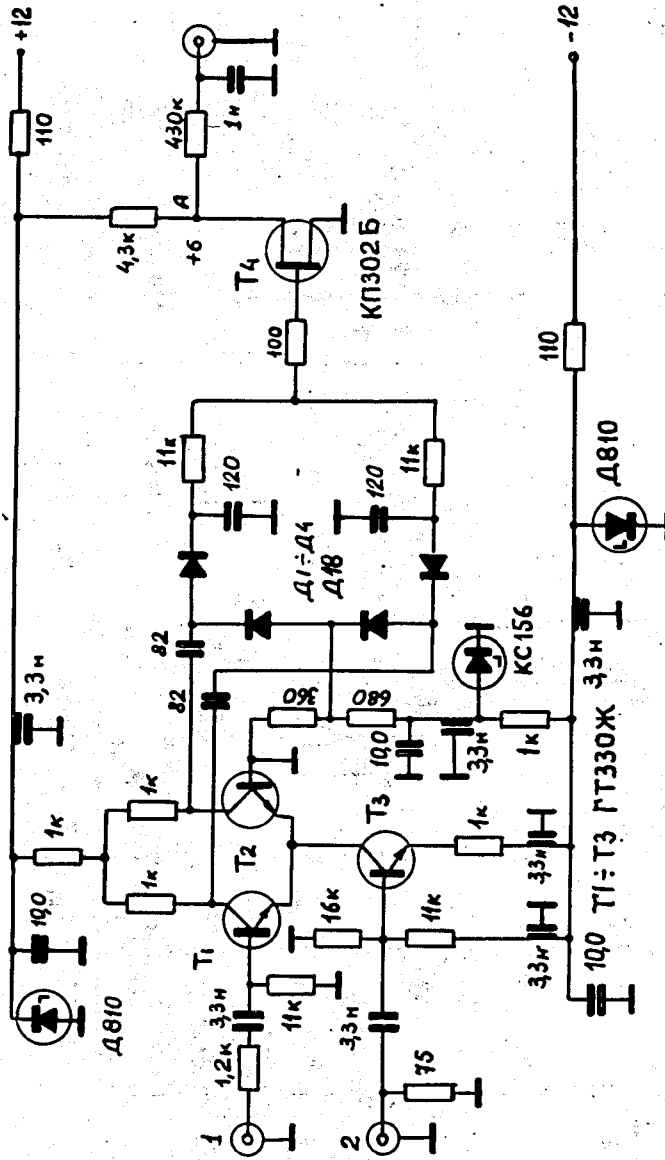 +12
110
430к
1н
4,3к
А
+6
Т4
КП302Б
100
11к
120
Д1÷Д4
Д18
120
11к
82
82
3,3н
1к
1к
1к
10,0
Д810
Т1
Т2
Т3
360
680
10,0
3,3н
КС156
1к
1
1,2к
3,3н
11к
2
3,3н
75
16к
11к
1к
3,3н
3,3н
10,0
Т1÷Т3 ГТ330Ж
3,3н
Д810
110
-12